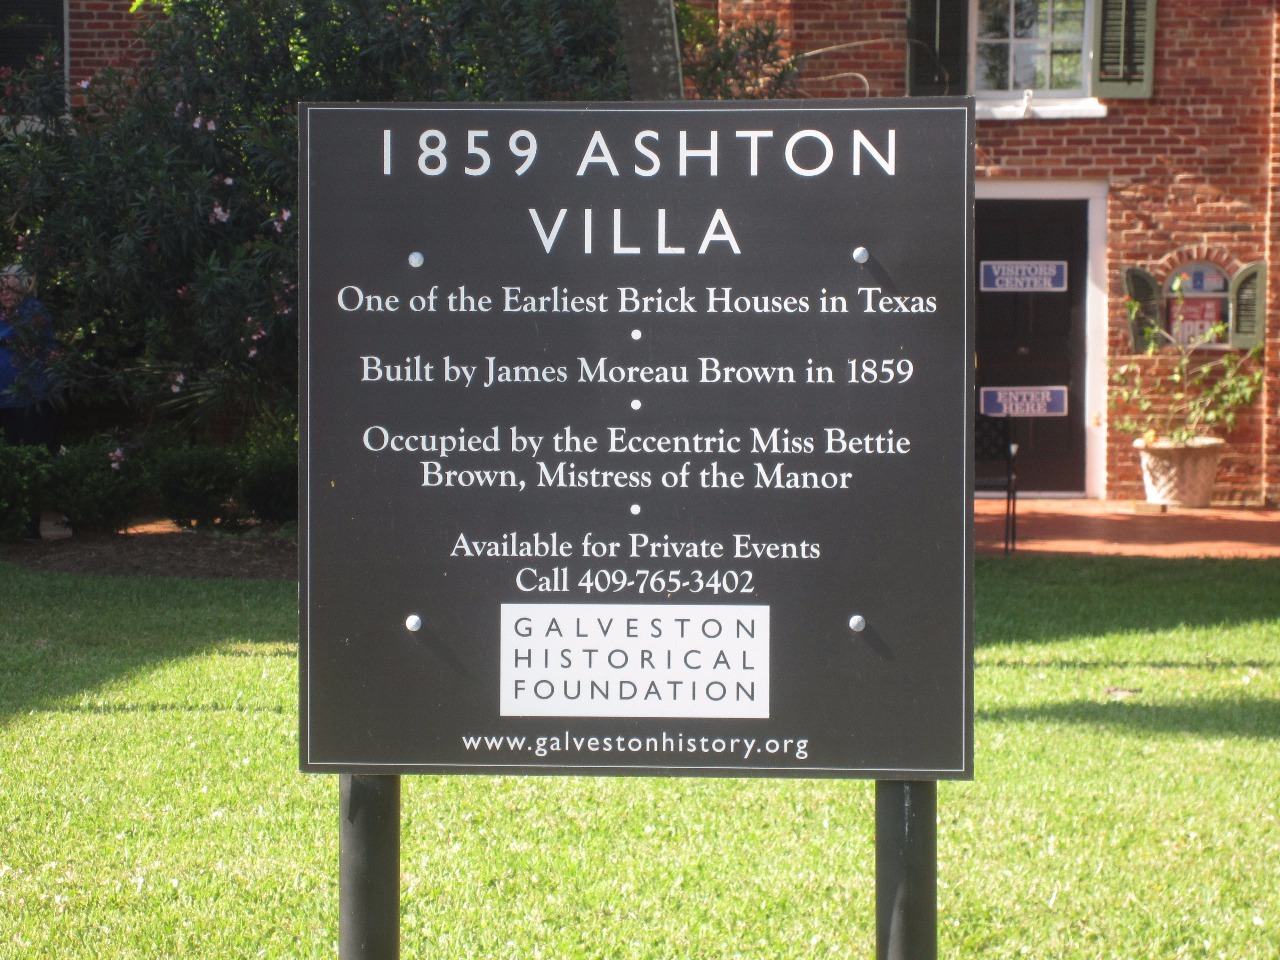 1859 ASHTON
VILLA
One of the Earliest Brick Houses in Texas
•
Built by James Moreau Brown in 1859
•
Occupied by the Eccentric Miss Bettie
Brown, Mistress of the Manor
•
Available for Private Events
Call 409-765-3402
GALVESTON
HISTORICAL
FOUNDATION
www.galvestonhistory.org
VISITORS
CENTER
ENTER
HERE
OPEN